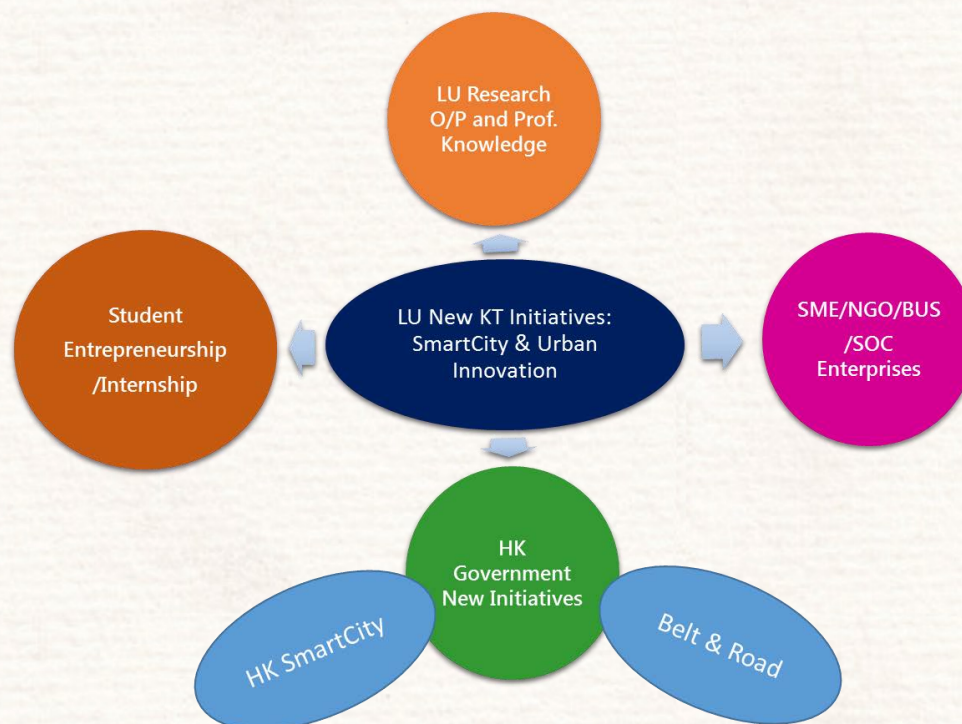 LU Research
O/P and Prof.
Knowledge
Student
Entrepreneurship
/Internship
LU New KT Initiatives:
SmartCity & Urban
Innovation
SME/NGO/BUS
/SOC
Enterprises
HK
Government
New Initiatives
HK SmartCity
Belt & Road